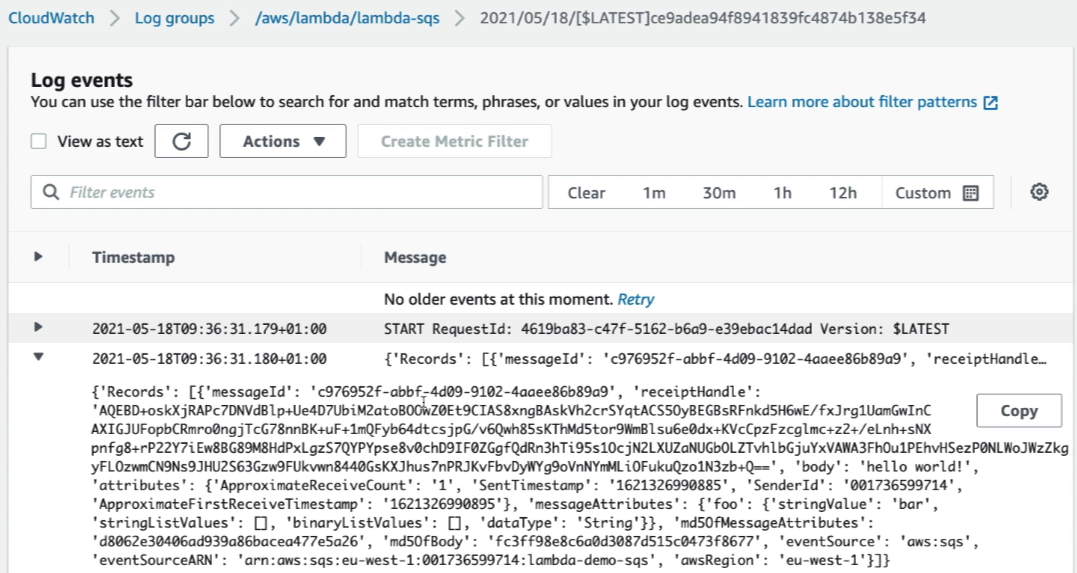 CloudWatch > Log groups > /aws/lambda/lambda-sqs > 2021/05/18/[$LATEST]ce9adea94f8941839fc4874b138e5f34
Log events
You can use the filter bar below to search for and match terms, phrases, or values in your log events. Learn more about filter patterns
View as text Actions Create Metric Filter
Filter events Clear 1m 30m 1h 12h Custom
Timestamp Message
No older events at this moment. Retry
2021-05-18T09:36:31.179+01:00 START RequestId: 4619ba83-c47f-5162-b6a9-e39ebac14dad Version: $LATEST
2021-05-18T09:36:31.180+01:00 {'Records': [{'messageId': 'c976952f-abbf-4d09-9102-4aaee86b89a9', 'receiptHandle…
{'Records': [{'messageId': 'c976952f-abbf-4d09-9102-4aaee86b89a9', 'receiptHandle':
'AQEBD+oskXjRAPc7DNVdBlp+Ue4D7UbiM2atoBOOwZ0Et9CIAS8xngBAskVh2crSYqtACS5OyBEGBsRFnkd5H6wE/fxJrg1UamGwInC
AXIGJUFopbCRmro0ngjTcG78nnBK+uF+1mQFyb64dtcsjpG/v6Qwh85sKThMd5tor9WmBlsu6e0dx+KVcCpzFzcglmc+z2+/eLnh+sNX
pnfg8+rP22Y7iEw8BG89M8HdPxLgzS7QYPYpse8v0chD9IF0ZGgfQdRn3hTi95s1OcjN2LXUZaNUGbOLZTvhlbGjuYxVAWA3FhOu1PEhvHSezP0NLWoJWzZkg
yFLOzwmCN9Ns9JHU2S63Gzw9FUkvwn8440GsKXJhus7nPRJKvFbvDyWYg9oVnNYmMLiOFukuQzo1N3zb+Q==', 'body': 'hello world!',
'attributes': {'ApproximateReceiveCount': '1', 'SentTimestamp': '1621326990885', 'SenderId': '001736599714',
'ApproximateFirstReceiveTimestamp': '1621326990895'}, 'messageAttributes': {'foo': {'stringValue': 'bar',
'stringListValues': [], 'binaryListValues': [], 'dataType': 'String'}}, 'md5OfMessageAttributes':
'd8062e30406ad939a86bacea477e5a26', 'md5OfBody': 'fc3ff98e8c6a0d3087d515c0473f8677', 'eventSource': 'aws:sqs',
'eventSourceARN': 'arn:aws:sqs:eu-west-1:001736599714:lambda-demo-sqs', 'awsRegion': 'eu-west-1'}]}
Copy